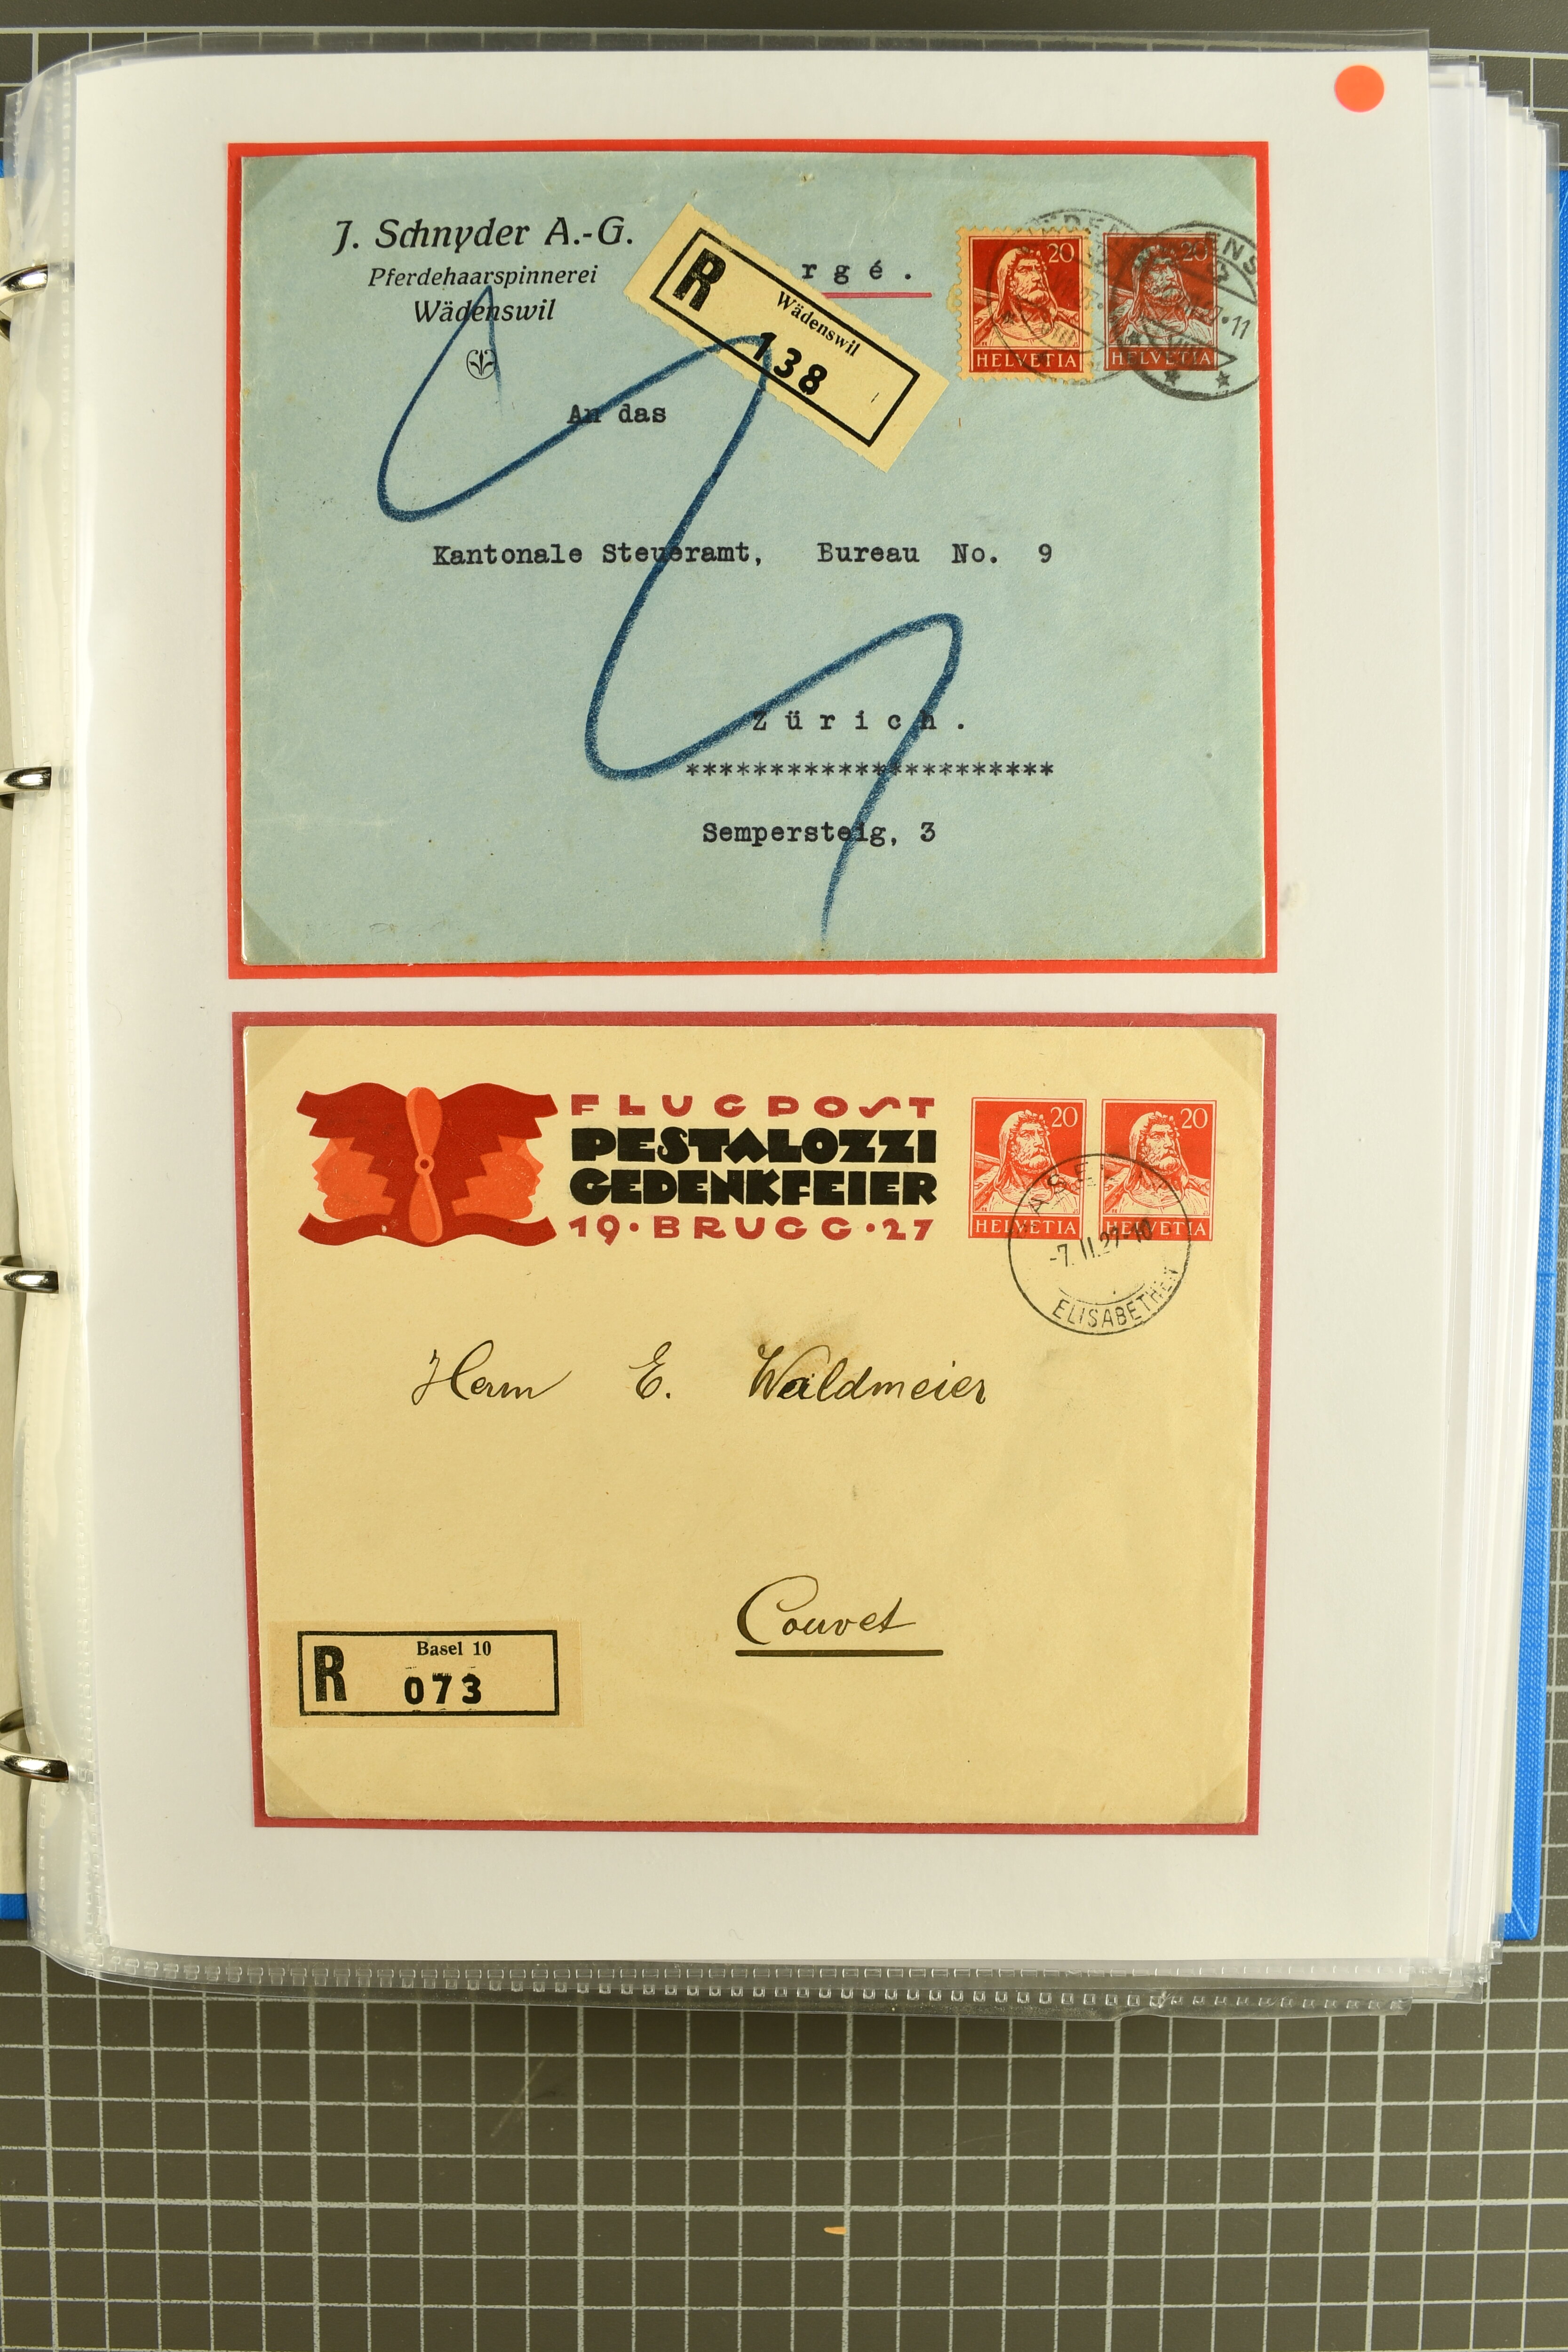 J. Schnyder A.-G.
Pferdehaarspinnerei
Wädenswil
rgé.
R
Wädenswil
138
20
HELVETIA
20
HELVETIA
An das
Kantonale Steueramt, Bureau No. 9
Zürich.
**********************
Sempersteig, 3
FLUGPOST
PESTALOZZI
GEDENKFEIER
19·BRUGG·27
20
HELVETIA
20
HELVETIA
-7.II.27-10
ELISABETHEN
Herrn E. Waldmeier
Couvet
R
Basel 10
073